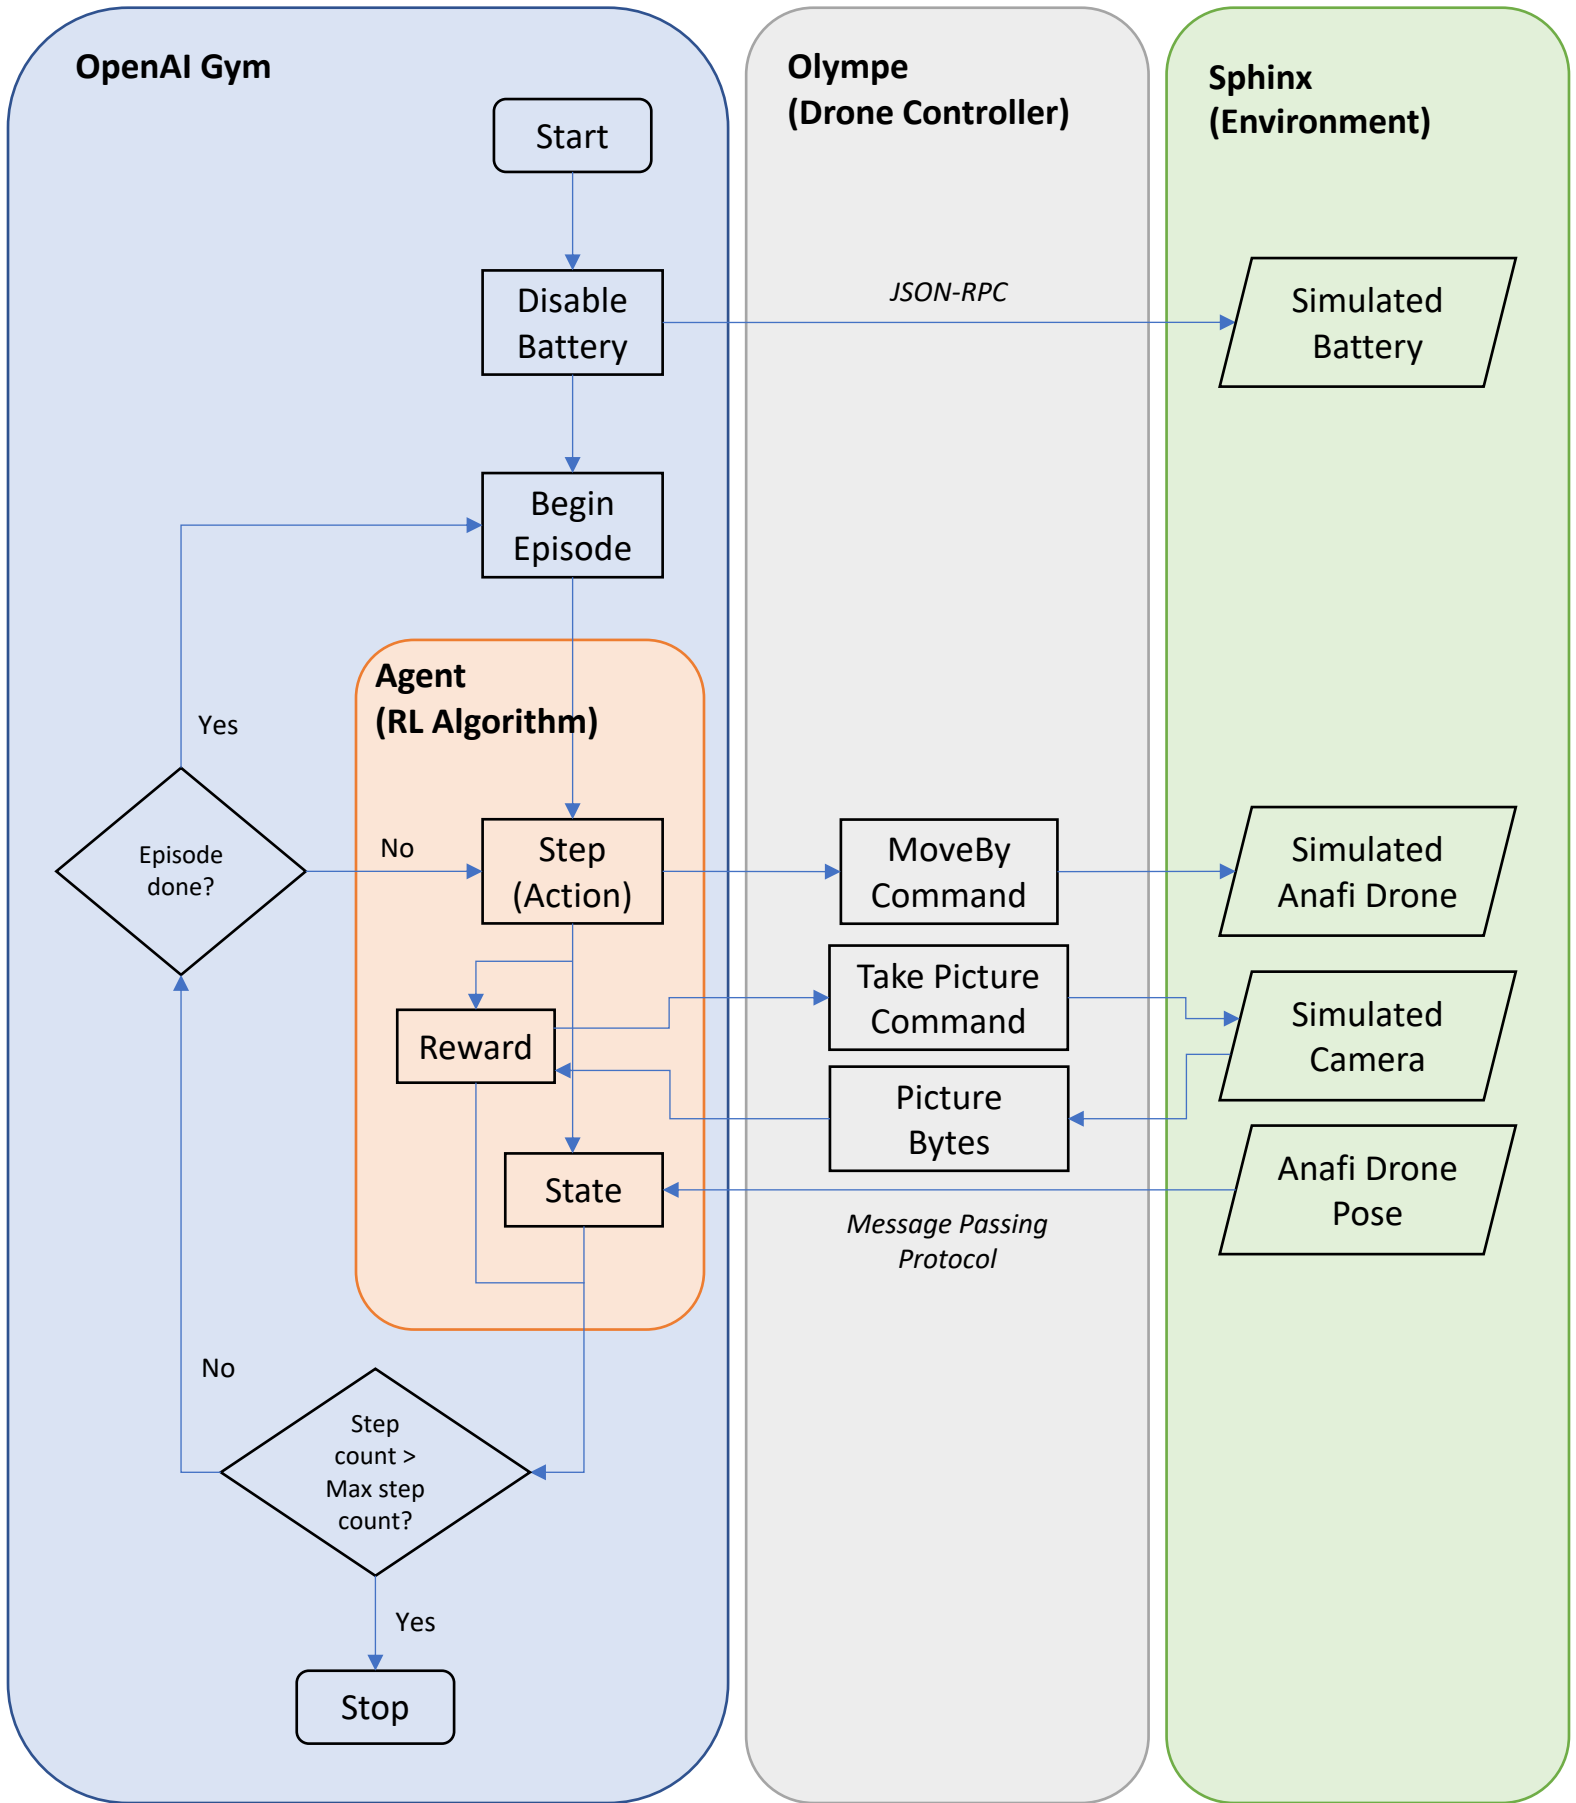 OpenAI Gym
Olympe
(Drone Controller)
Sphinx
(Environment)
Start
Disable
Battery
JSON-RPC
Simulated
Battery
Begin
Episode
Agent
(RL Algorithm)
Yes
Episode
done?
No
Step
(Action)
MoveBy
Command
Simulated
Anafi Drone
Take Picture
Command
Simulated
Camera
Reward
Picture
Bytes
State
Anafi Drone
Pose
Message Passing
Protocol
No
Step
count >
Max step
count?
Yes
Stop